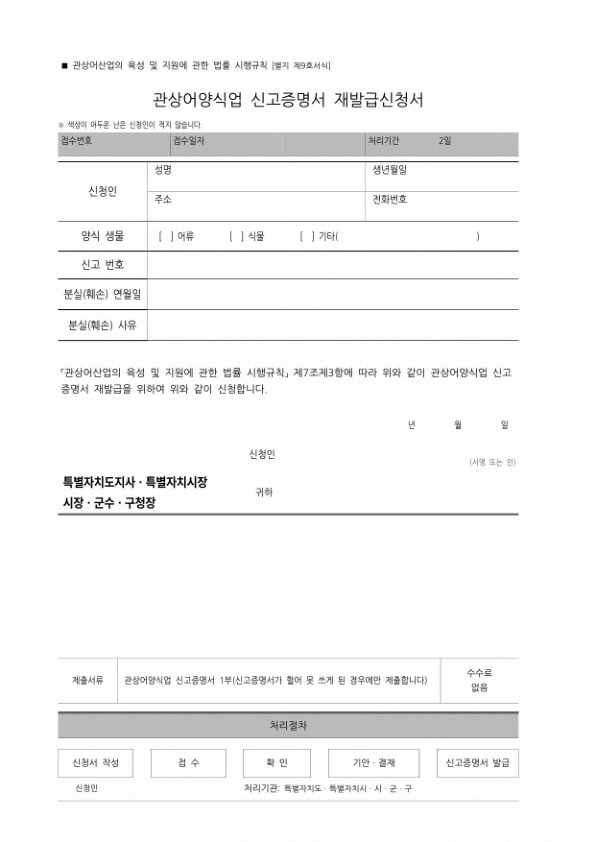 ■ 관상어산업의 육성 및 지원에 관한 법률 시행규칙 [별지 제9호서식]
관상어양식업 신고증명서 재발급신청서
※ 색상이 어두운 난은 신청인이 적지 않습니다.
접수번호 접수일자 처리기간 2일
신청인 성명 생년월일
주소 전화번호
양식 생물 [ ] 어류 [ ] 식물 [ ] 기타( )
신고 번호
분실(훼손) 연월일
분실(훼손) 사유
「관상어산업의 육성 및 지원에 관한 법률 시행규칙」 제7조제3항에 따라 위와 같이 관상어양식업 신고
증명서 재발급을 위하여 위와 같이 신청합니다.
년 월 일
신청인
(서명 또는 인)
특별자치도지사 · 특별자치시장
시장 · 군수 · 구청장
귀하
제출서류 관상어양식업 신고증명서 1부(신고증명서가 헐어 못 쓰게 된 경우에만 제출합니다) 수수료
없음
처리절차
신청서 작성 접 수 확 인 기안 · 결재 신고증명서 발급
신청인 처리기관: 특별자치도 · 특별자치시 · 시 · 군 · 구